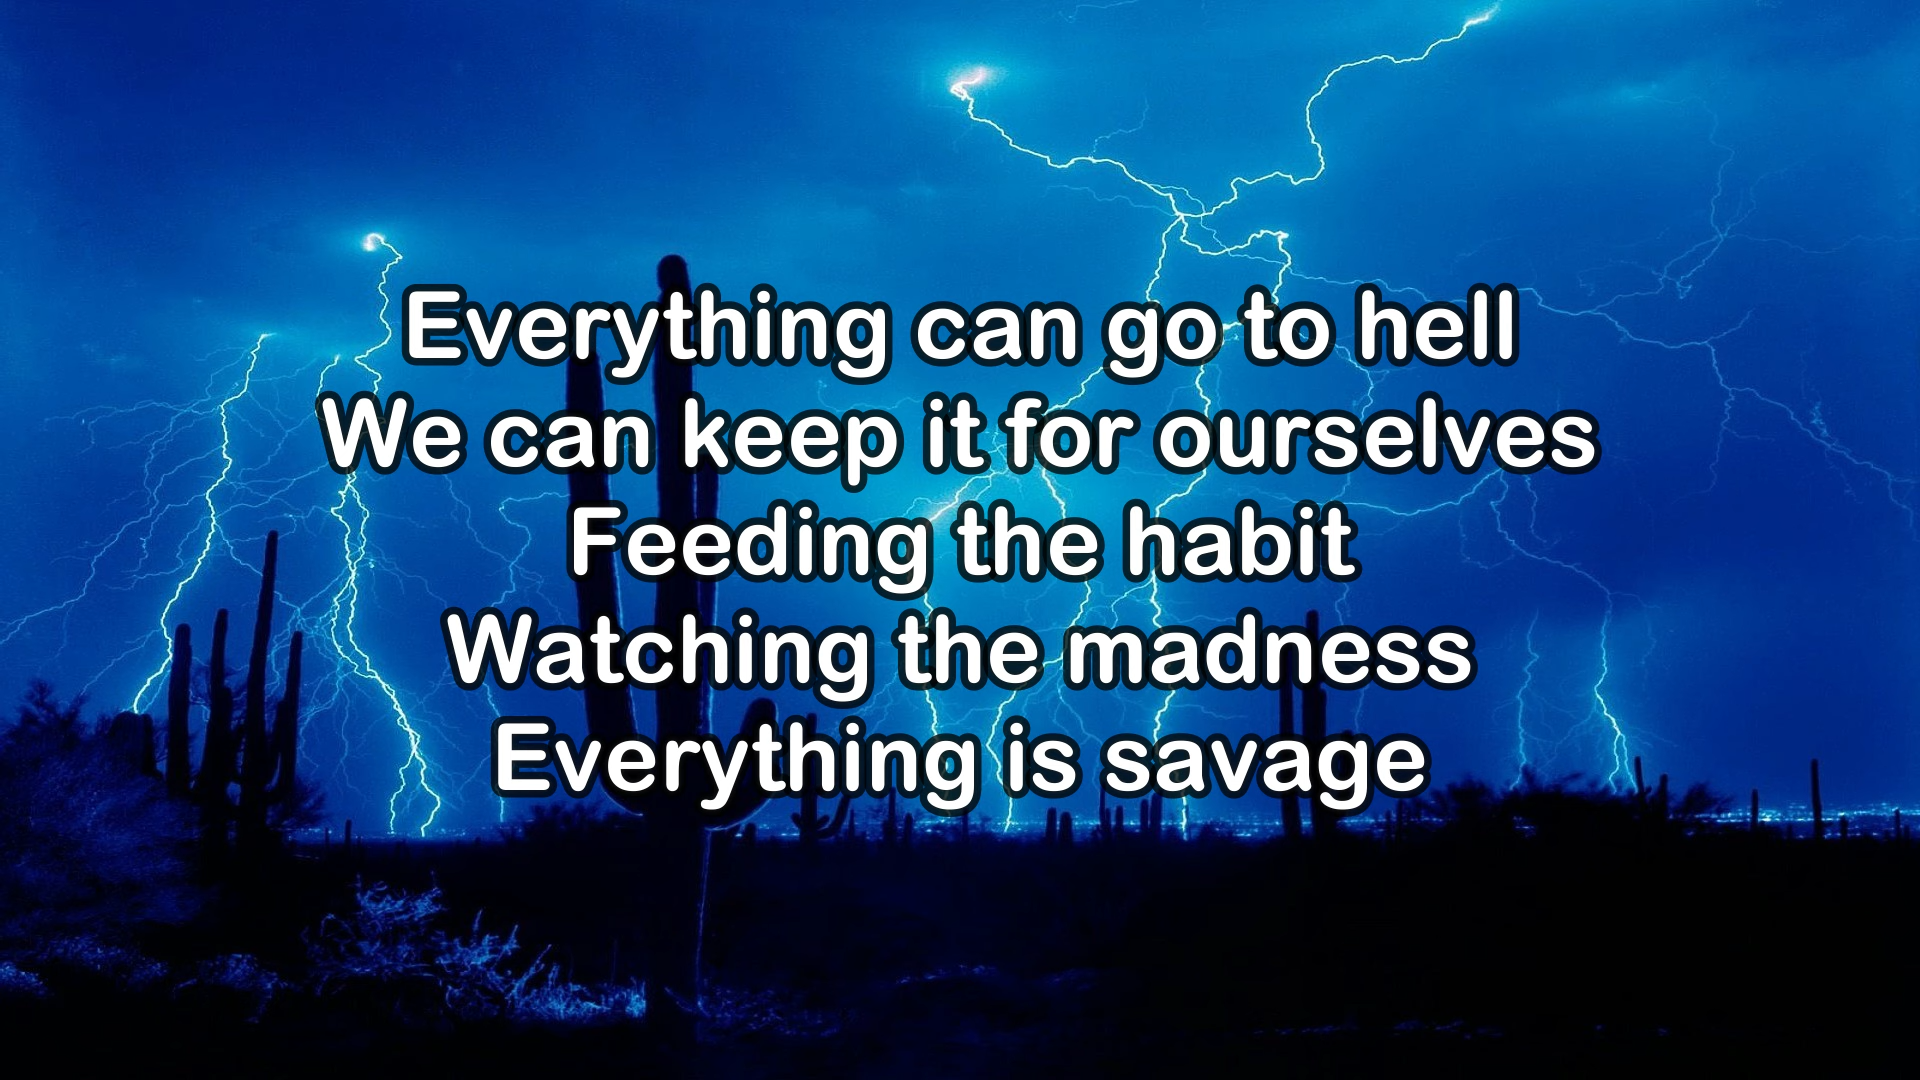 Everything can go to hell
We can keep it for ourselves
Feeding the habit
Watching the madness
Everything is savage